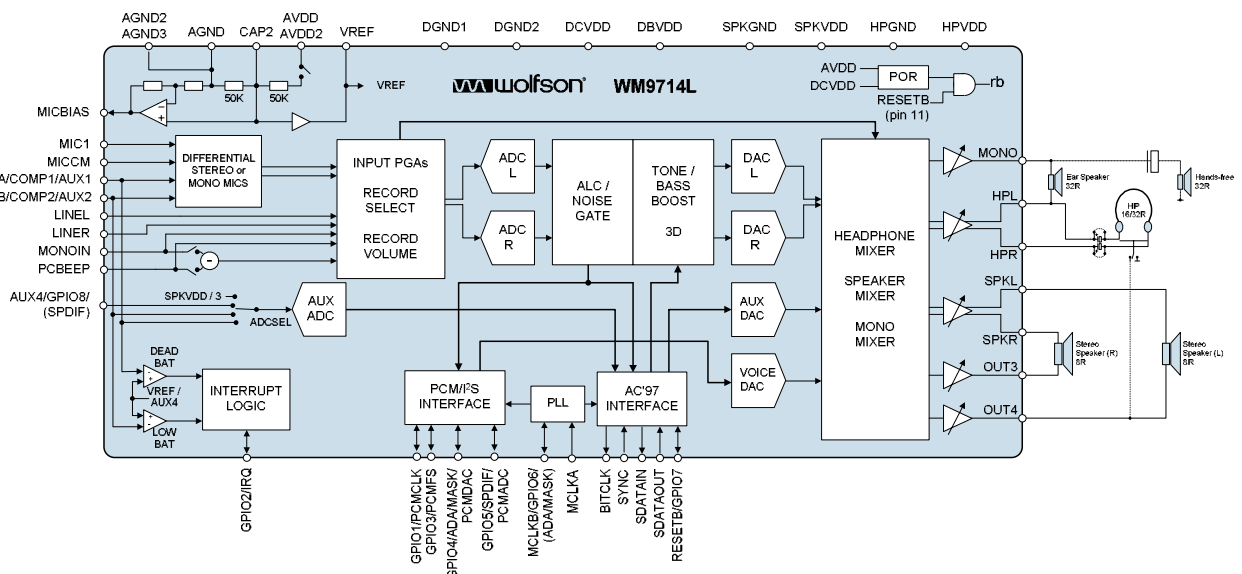 AGND2
AGND3
AGND
CAP2
AVDD
AVDD2
VREF
DGND1
DGND2
DCVDD
DBVDD
SPKGND
SPKVDD
HPGND
HPVDD
50K
50K
VREF
wolfson
WM9714L
AVDD
DCVDD
POR
RESETB
(pin 11)
rb
MICBIAS
MIC1
MICCM
A/COMP1/AUX1
B/COMP2/AUX2
LINEL
LINER
MONOIN
PCBEEP
AUX4/GPIO8/
(SPDIF)
DIFFERENTIAL
STEREO or
MONO MICS
INPUT PGAs
RECORD
SELECT
RECORD
VOLUME
ADC
L
ADC
R
ALC /
NOISE
GATE
TONE /
BASS
BOOST
3D
DAC
L
DAC
R
HEADPHONE
MIXER
SPEAKER
MIXER
MONO
MIXER
MONO
HPL
HPR
SPKL
SPKR
OUT3
OUT4
Ear Speaker
32R
Hands-free
32R
HP
16/32R
Stereo
Speaker (R)
8R
Stereo
Speaker (L)
8R
SPKVDD / 3
ADCSEL
AUX
ADC
AUX
DAC
VOICE
DAC
DEAD
BAT
VREF /
AUX4
LOW
BAT
INTERRUPT
LOGIC
PCM/I²S
INTERFACE
PLL
AC'97
INTERFACE
GPIO2/IRQ
GPIO1/PCMCLK
GPIO3/PCMFS
GPIO4/ADA/MASK/
PCMDAC
GPIO5/SPDIF/
PCMADC
MCLKB/GPIO6/
(ADA/MASK)
MCLKA
BITCLK
SYNC
SDATAIN
SDATAOUT
RESETB/GPIO7